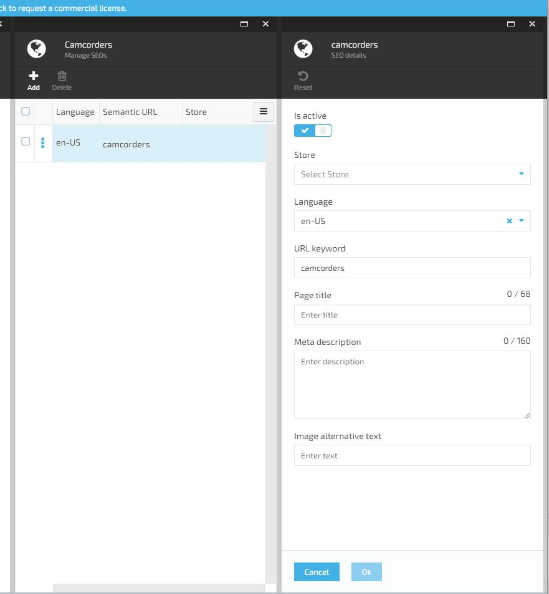 ck to request a commercial license.
Camcorders
Manage SEOs
Add
Delete
Language
Semantic URL
Store
en-US
camcorders
camcorders
SEO details
Reset
Is active
Store
Select Store
Language
en-US
URL keyword
camcorders
Page title
0 / 68
Enter title
Meta description
0 / 160
Enter description
Image alternative text
Enter text
Cancel
Ok